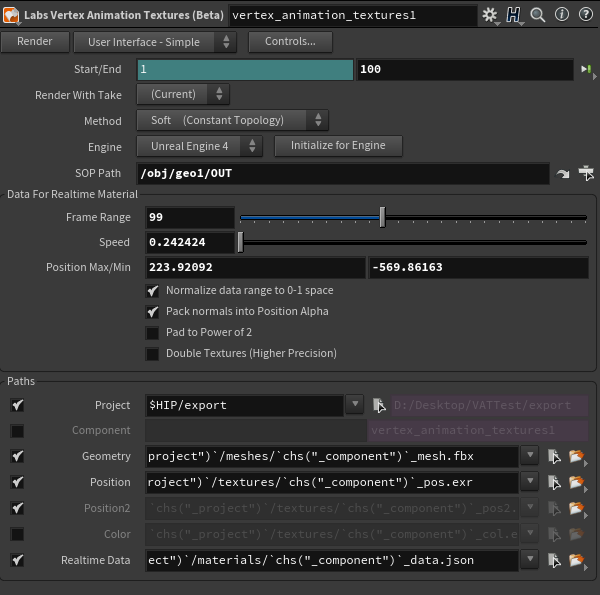 Labs Vertex Animation Textures (Beta) vertex_animation_textures1
Render User Interface - Simple Controls...
Start/End 1 100
Render With Take (Current)
Method Soft (Constant Topology)
Engine Unreal Engine 4 Initialize for Engine
SOP Path /obj/geo1/OUT
Data For Realtime Material
Frame Range 99
Speed 0.242424
Position Max/Min 223.92092 -569.86163
Normalize data range to 0-1 space
Pack normals into Position Alpha
Pad to Power of 2
Double Textures (Higher Precision)
Paths
Project $HIP/export D:/Desktop/VATTest/export
Component vertex_animation_textures1
Geometry project")`/meshes/`chs("_component")`_mesh.fbx
Position roject")`/textures/`chs("_component")`_pos.exr
Position2 `chs("_project")`/textures/`chs("_component")`_pos2.
Color `chs("_project")`/textures/`chs("_component")`_col.e
Realtime Data ect")`/materials/`chs("_component")`_data.json